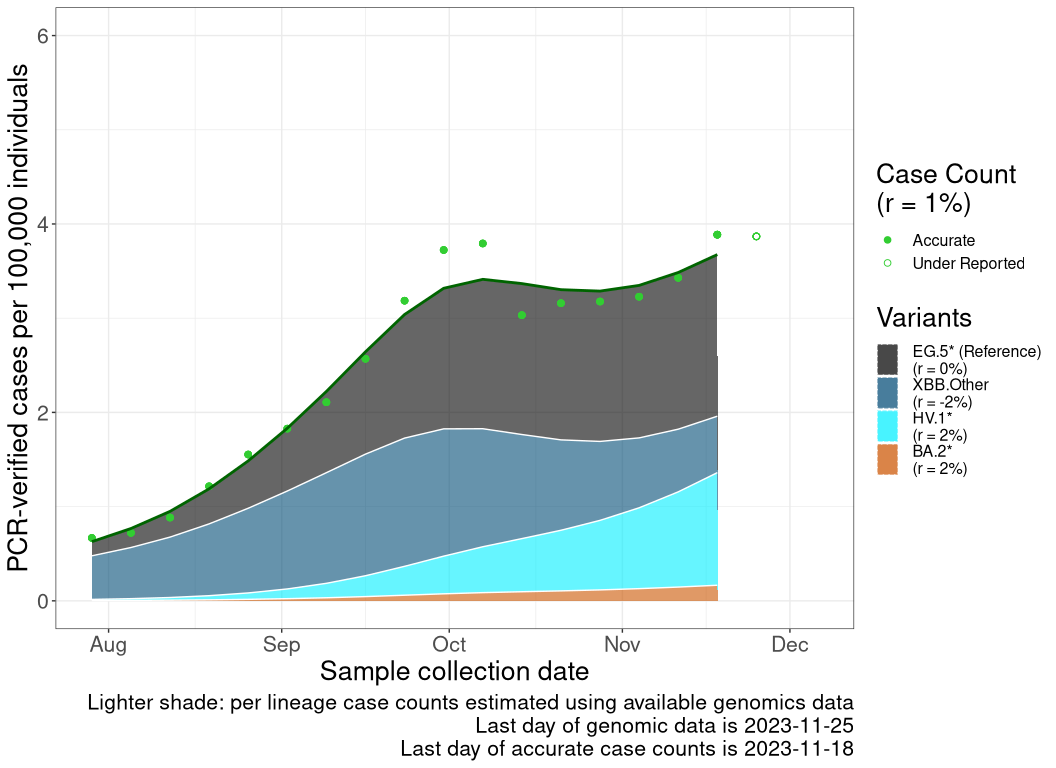 PCR-verified cases per 100,000 individuals
6
4
2
0
Aug Sep Oct Nov Dec
Sample collection date
Lighter shade: per lineage case counts estimated using available genomics data
Last day of genomic data is 2023-11-25
Last day of accurate case counts is 2023-11-18
Case Count
(r = 1%)
Accurate
Under Reported
Variants
EG.5* (Reference)
(r = 0%)
XBB.Other
(r = -2%)
HV.1*
(r = 2%)
BA.2*
(r = 2%)